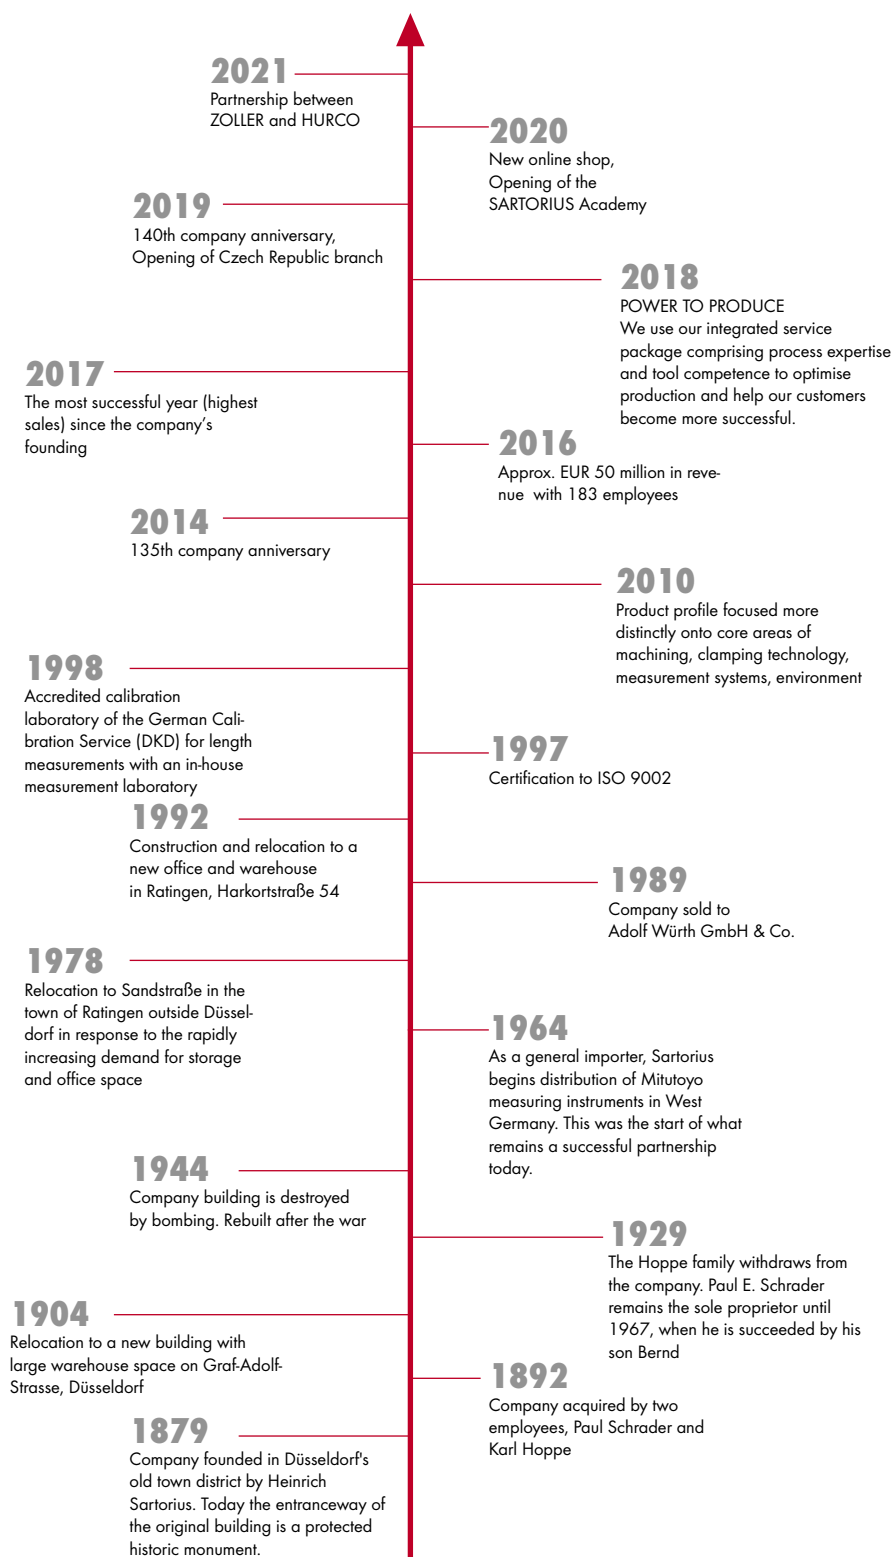 2021
Partnership between
ZOLLER and HURCO
2020
New online shop,
Opening of the
SARTORIUS Academy
2019
140th company anniversary,
Opening of Czech Republic branch
2018
POWER TO PRODUCE
We use our integrated service
package comprising process expertise
and tool competence to optimise
production and help our customers
become more successful.
2017
The most successful year (highest
sales) since the company’s
founding
2016
Approx. EUR 50 million in reve-
nue with 183 employees
2014
135th company anniversary
2010
Product profile focused more
distinctly onto core areas of
machining, clamping technology,
measurement systems, environment
1998
Accredited calibration
laboratory of the German Cali-
bration Service (DKD) for length
measurements with an in-house
measurement laboratory
1997
Certification to ISO 9002
1992
Construction and relocation to a
new office and warehouse
in Ratingen, Harkortstraße 54
1989
Company sold to
Adolf Würth GmbH & Co.
1978
Relocation to Sandstraße in the
town of Ratingen outside Düssel-
dorf in response to the rapidly
increasing demand for storage
and office space
1964
As a general importer, Sartorius
begins distribution of Mitutoyo
measuring instruments in West
Germany. This was the start of what
remains a successful partnership
today.
1944
Company building is destroyed
by bombing. Rebuilt after the war
1929
The Hoppe family withdraws from
the company. Paul E. Schrader
remains the sole proprietor until
1967, when he is succeeded by his
son Bernd
1904
Relocation to a new building with
large warehouse space on Graf-Adolf-
Strasse, Düsseldorf
1892
Company acquired by two
employees, Paul Schrader and
Karl Hoppe
1879
Company founded in Düsseldorf's
old town district by Heinrich
Sartorius. Today the entranceway of
the original building is a protected
historic monument.